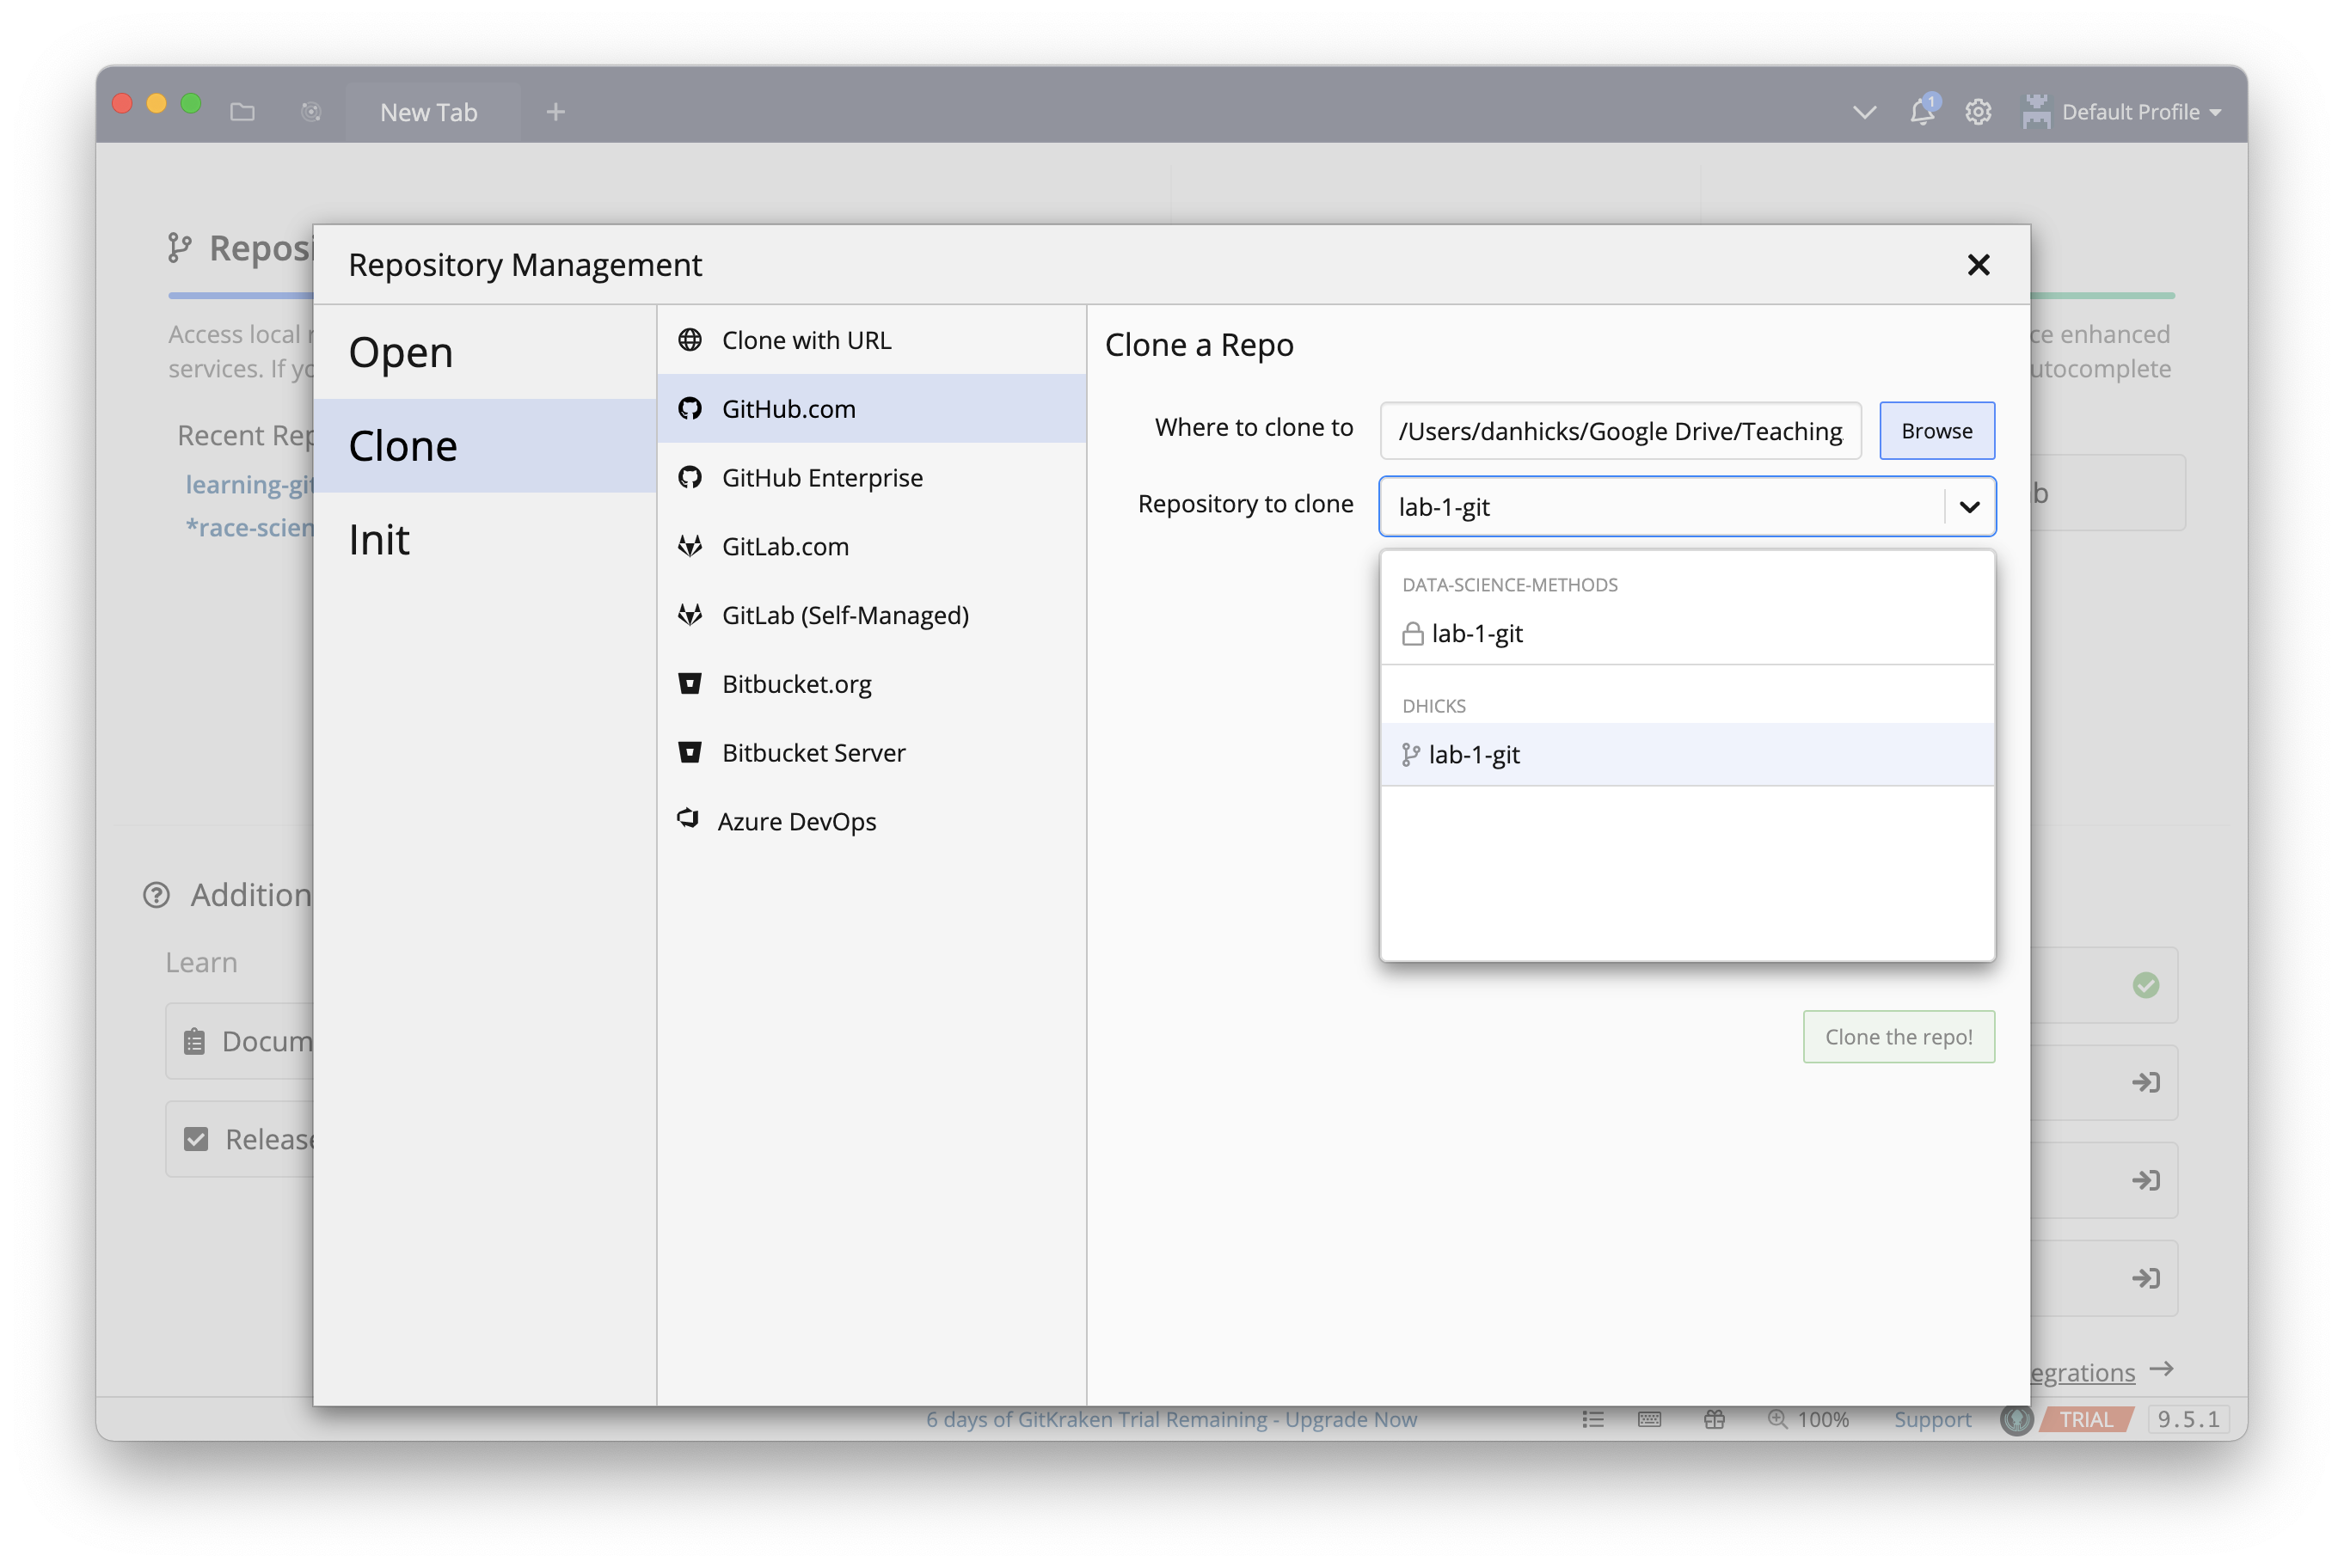 New Tab
1
Default Profile
Reposi
Access local r
services. If yo
Recent Rep
learning-git
*race-scien
ce enhanced
utocomplete
b
Addition
Learn
Docum
Release
egrations
Repository Management
Open
Clone
Init
Clone with URL
GitHub.com
GitHub Enterprise
GitLab.com
GitLab (Self-Managed)
Bitbucket.org
Bitbucket Server
Azure DevOps
Clone a Repo
Where to clone to
/Users/danhicks/Google Drive/Teaching
Browse
Repository to clone
lab-1-git
DATA-SCIENCE-METHODS
lab-1-git
DHICKS
lab-1-git
Clone the repo!
6 days of GitKraken Trial Remaining - Upgrade Now
100%
Support
TRIAL
9.5.1